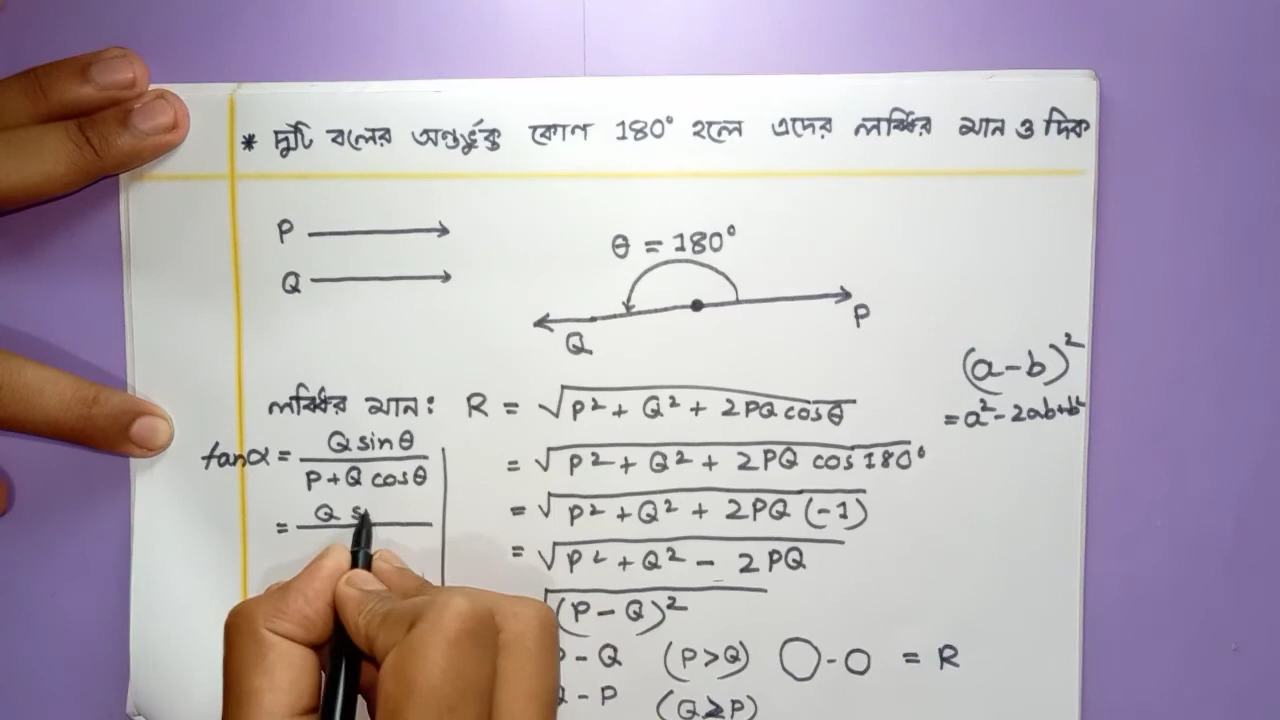 * দুটি বলের অন্তর্ভুক্ত কোণ 180° হলে এদের লব্ধির মান ও দিক
P
Q
θ = 180°
Q
P
(a-b)²
= a² - 2ab + b²
লব্ধির মান : R = √P² + Q² + 2PQ cosθ
= √P² + Q² + 2PQ cos 180°
= √P² + Q² + 2PQ (-1)
= √P² + Q² - 2PQ
√(P - Q)²
- Q (P>Q) O - O = R
- P (Q>P)
tanα = Q sinθ / P + Q cosθ
= Q s